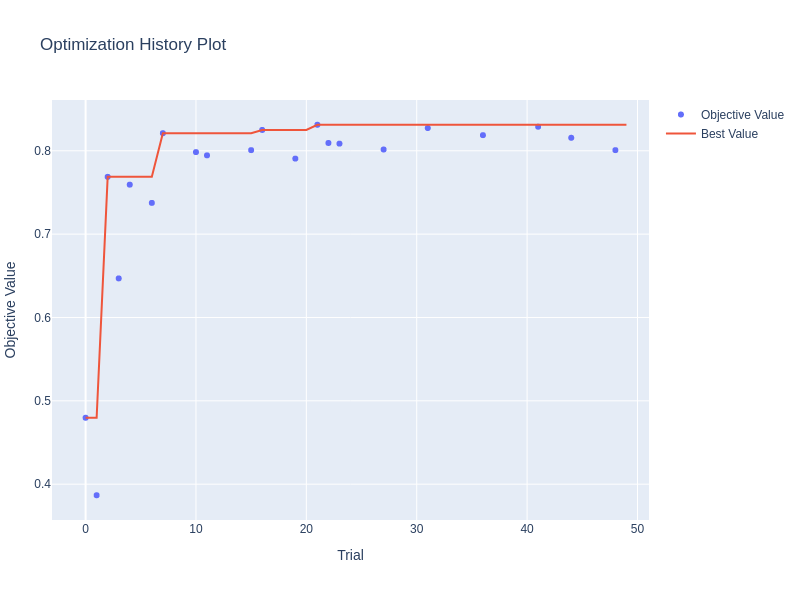 Optimization History Plot
Objective Value
Best Value
0.8
0.7
0.6
0.5
0.4
Objective Value
0
10
20
30
40
50
Trial